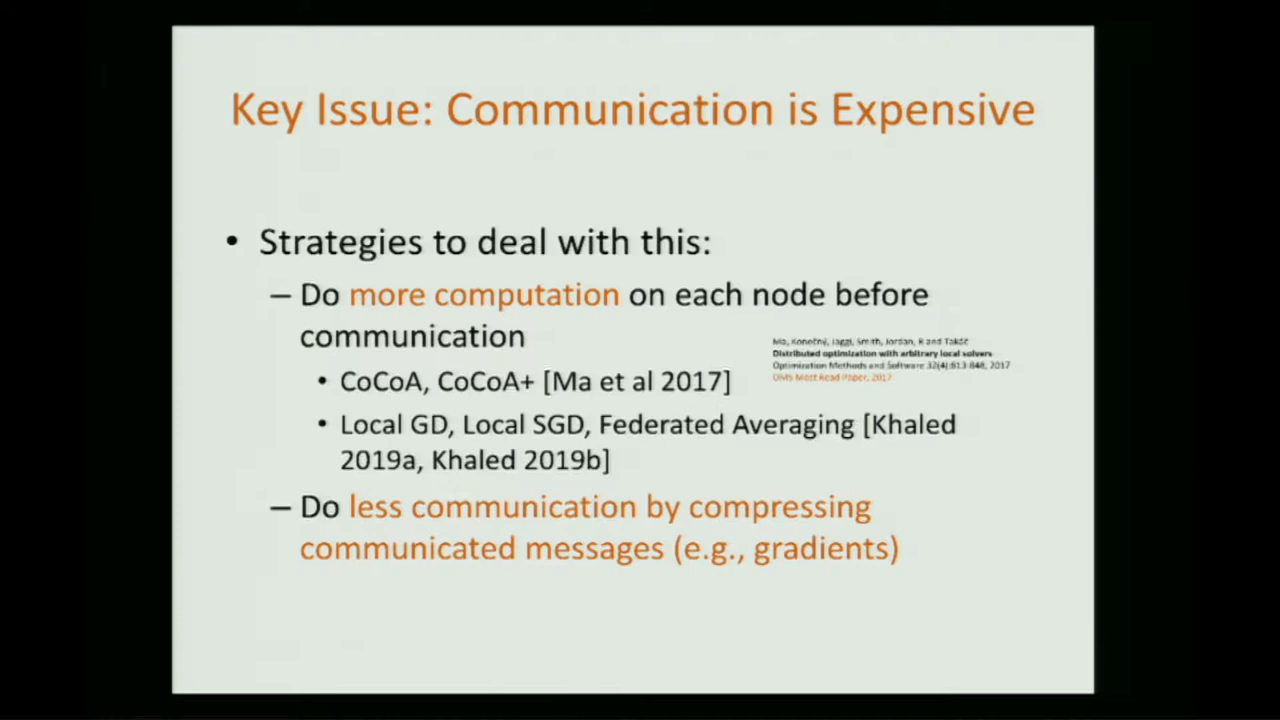 Key Issue: Communication is Expensive
• Strategies to deal with this:
– Do more computation on each node before
communication
Ma, Konečný, Jaggi, Smith, Jordan, R and Takáč
Distributed optimization with arbitrary local solvers
Optimization Methods and Software 32(4):813-848, 2017
OMS Most Read Paper, 2017
• CoCoA, CoCoA+ [Ma et al 2017]
• Local GD, Local SGD, Federated Averaging [Khaled
2019a, Khaled 2019b]
– Do less communication by compressing
communicated messages (e.g., gradients)